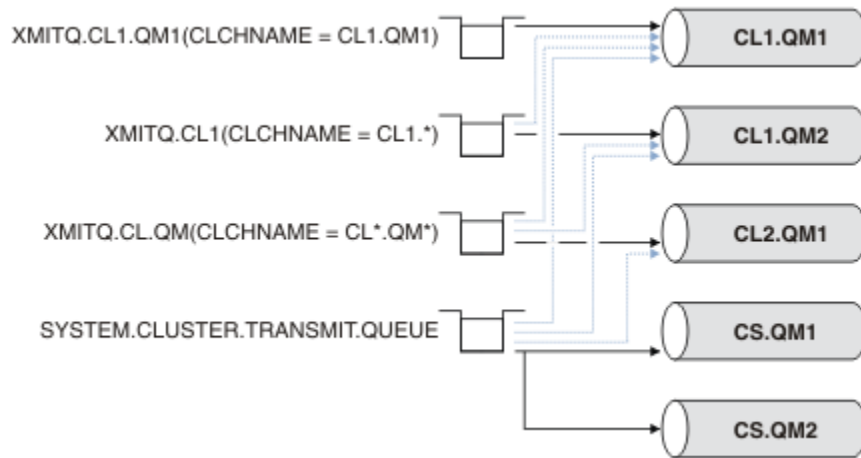 XMITQ.CL1.QM1(CLCHNAME = CL1.QM1)
CL1.QM1
XMITQ.CL1(CLCHNAME = CL1.*)
CL1.QM2
XMITQ.CL.QM(CLCHNAME = CL*.QM*)
CL2.QM1
SYSTEM.CLUSTER.TRANSMIT.QUEUE
CS.QM1
CS.QM2